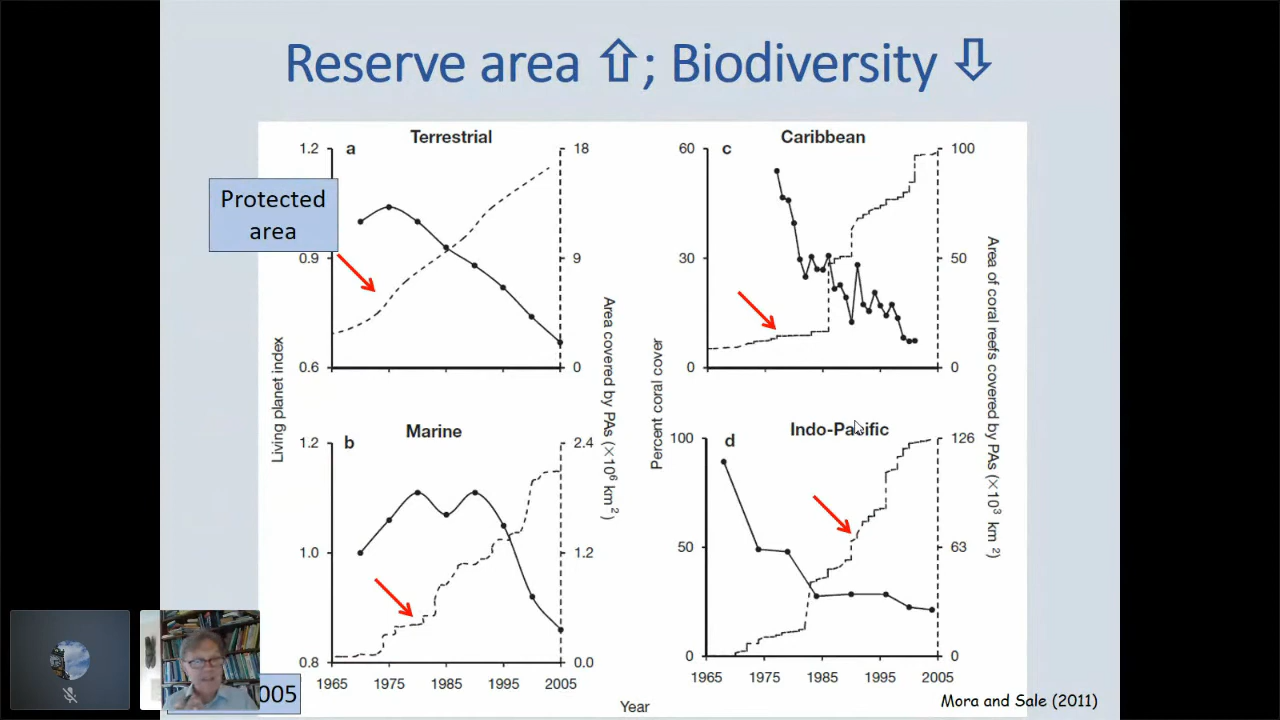 Reserve area ⇧; Biodiversity ⇩
Protected
area
Terrestrial
a
1.2
0.9
0.6
18
9
0
Living planet index
Area covered by PAs (×10⁶ km²)
Marine
b
1.2
1.0
0.8
2.4
1.2
0.0
1965
1975
1985
1995
2005
Caribbean
c
60
30
0
100
50
0
Percent coral cover
Area of coral reefs covered by PAs (×10³ km²)
Indo-Pacific
d
100
50
0
126
63
0
1965
1975
1985
1995
2005
Year
Mora and Sale (2011)
005